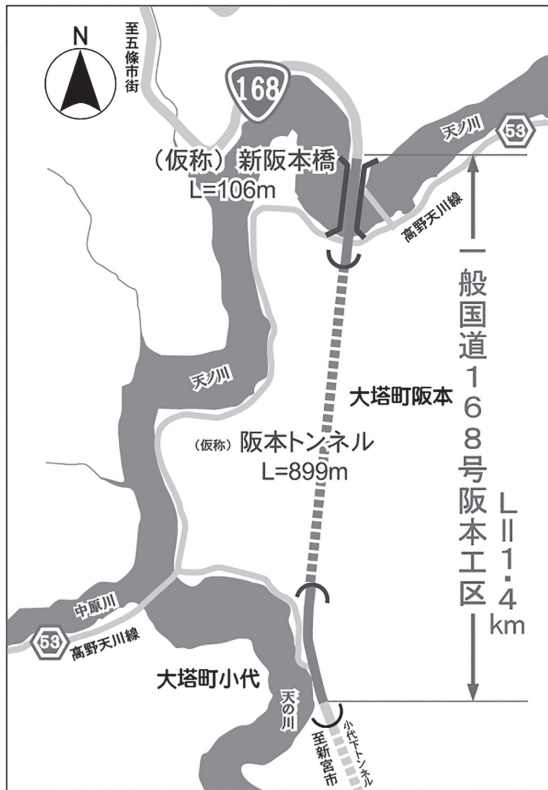 N
至五條市街
168
天ノ川
53
(仮称) 新阪本橋
L=106m
高野天川線
一般国道168号阪本工区
L=1.4km
天ノ川
大塔町阪本
(仮称) 阪本トンネル
L=899m
中原川
53
高野天川線
大塔町小代
天の川
至新宮市
小代下トンネル